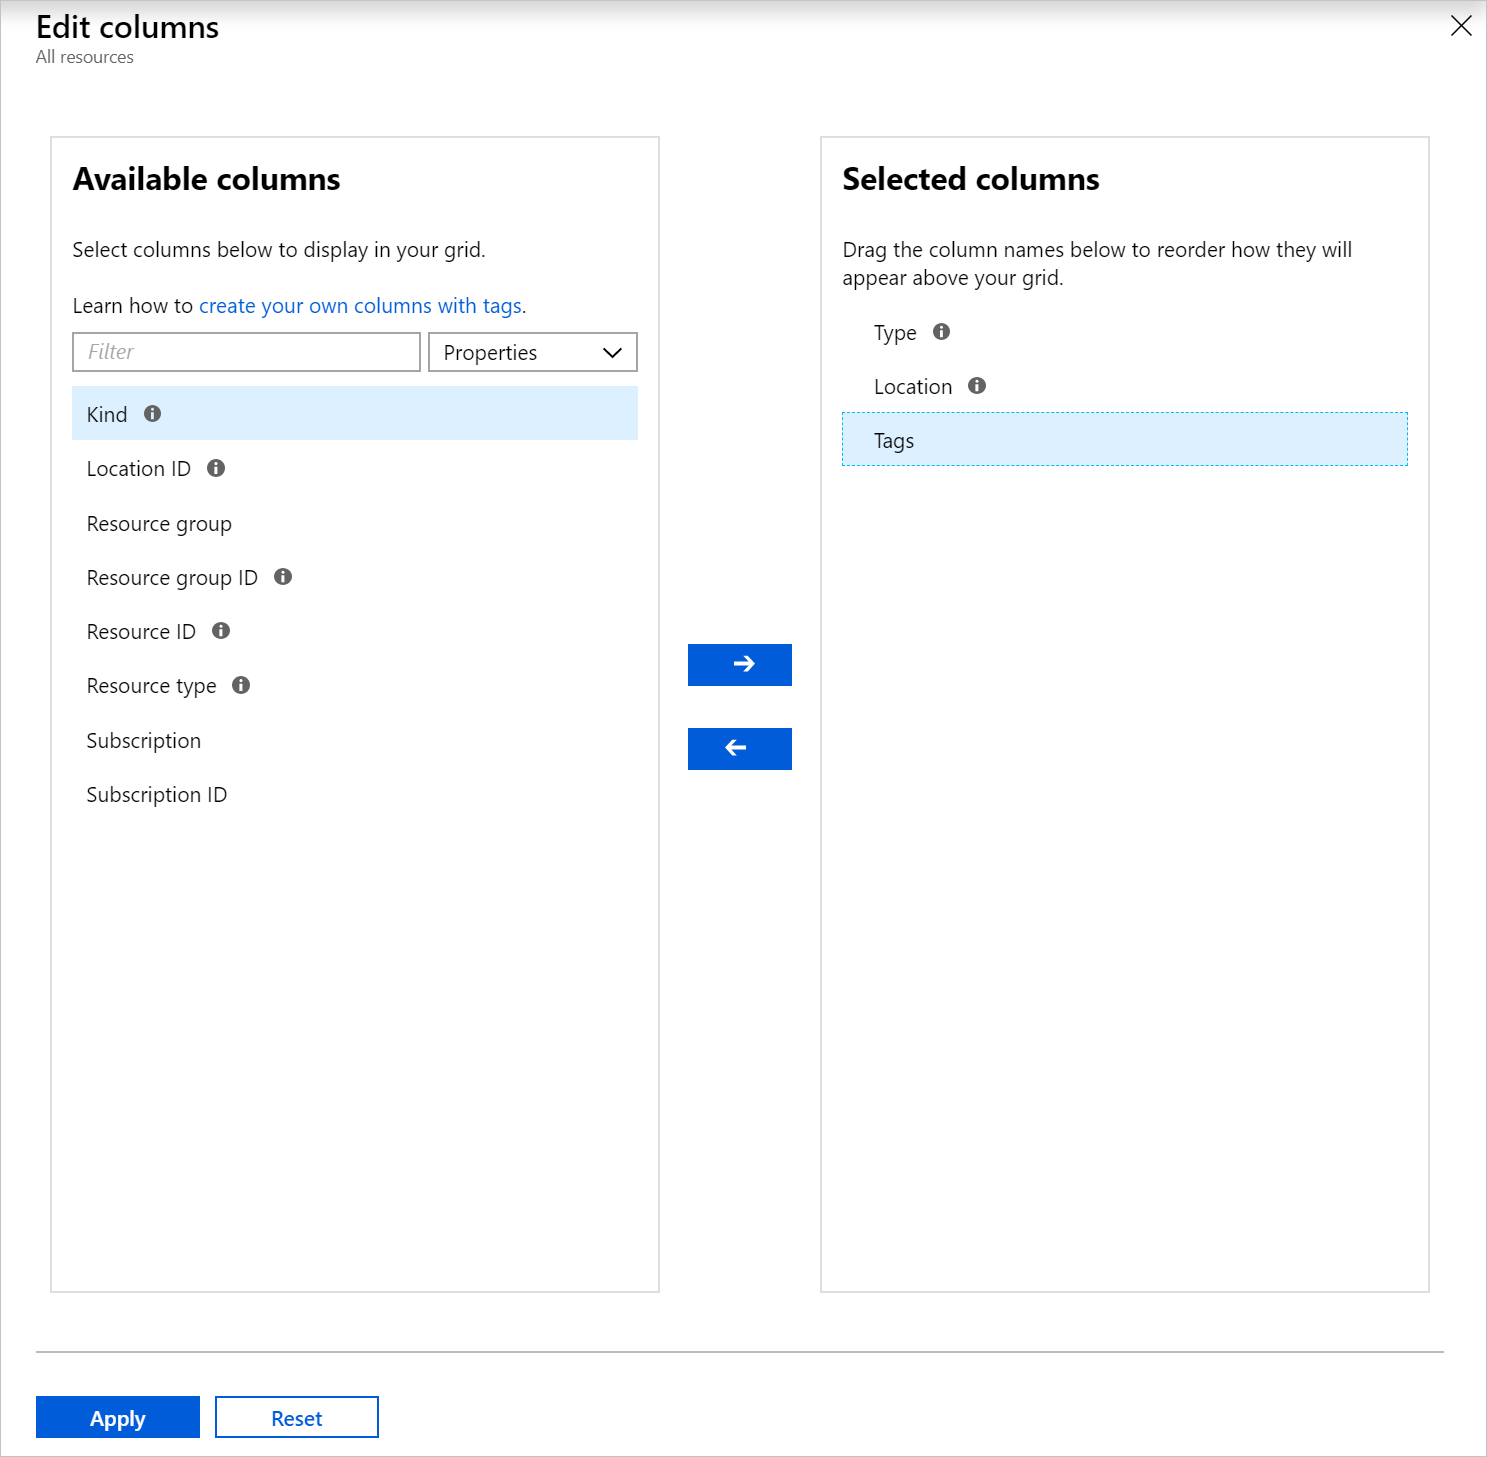 Edit columns
All resources
Available columns
Select columns below to display in your grid.
Learn how to create your own columns with tags.
Filter
Properties
Kind
Location ID
Resource group
Resource group ID
Resource ID
Resource type
Subscription
Subscription ID
Selected columns
Drag the column names below to reorder how they will
appear above your grid.
Type
Location
Tags
Apply
Reset